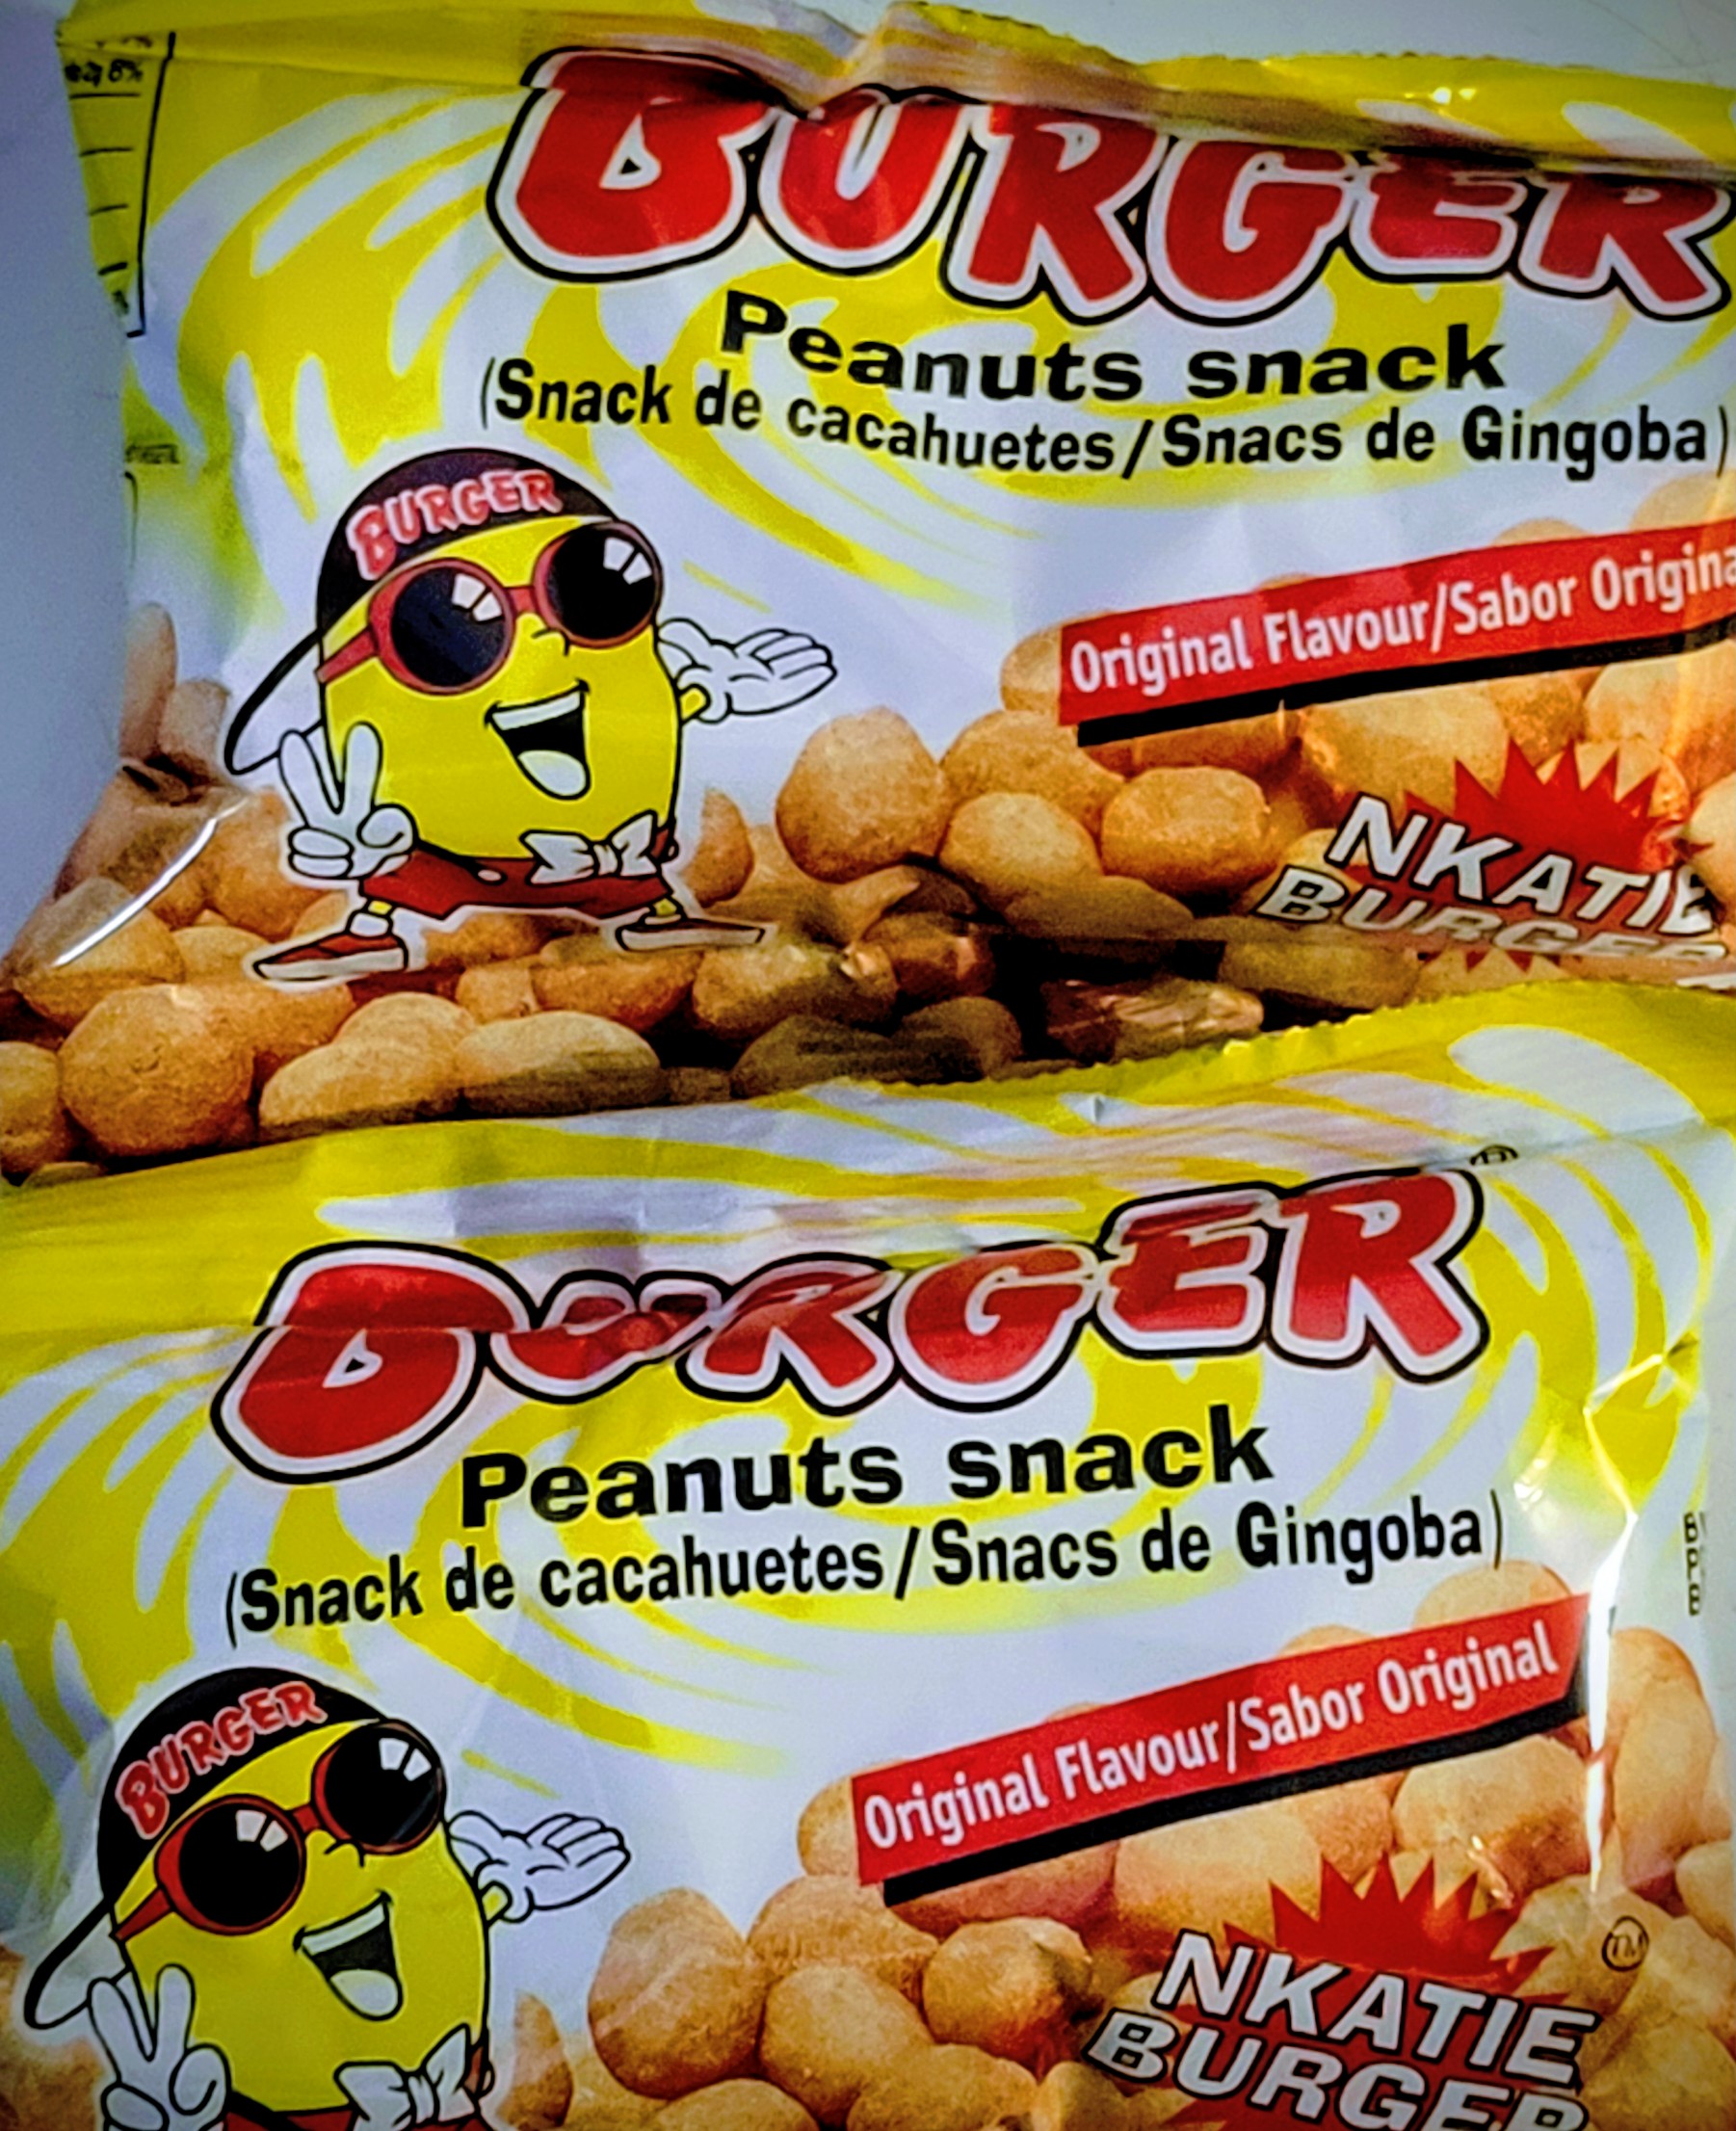 BURGER
Peanuts snack
(Snack de cacahuetes/Snacs de Gingoba)
BURGER
Original Flavour/Sabor Origina
NKATIE
BURGER
BURGER
Peanuts snack
(Snack de cacahuetes/Snacs de Gingoba)
BURGER
Original Flavour/Sabor Original
NKATIE TM
BURGER